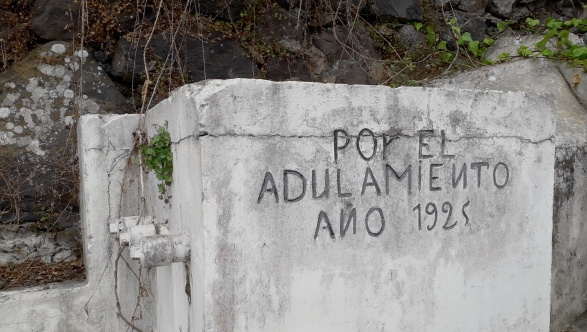 POR EL
ADULAMIENTO
AÑO 1925